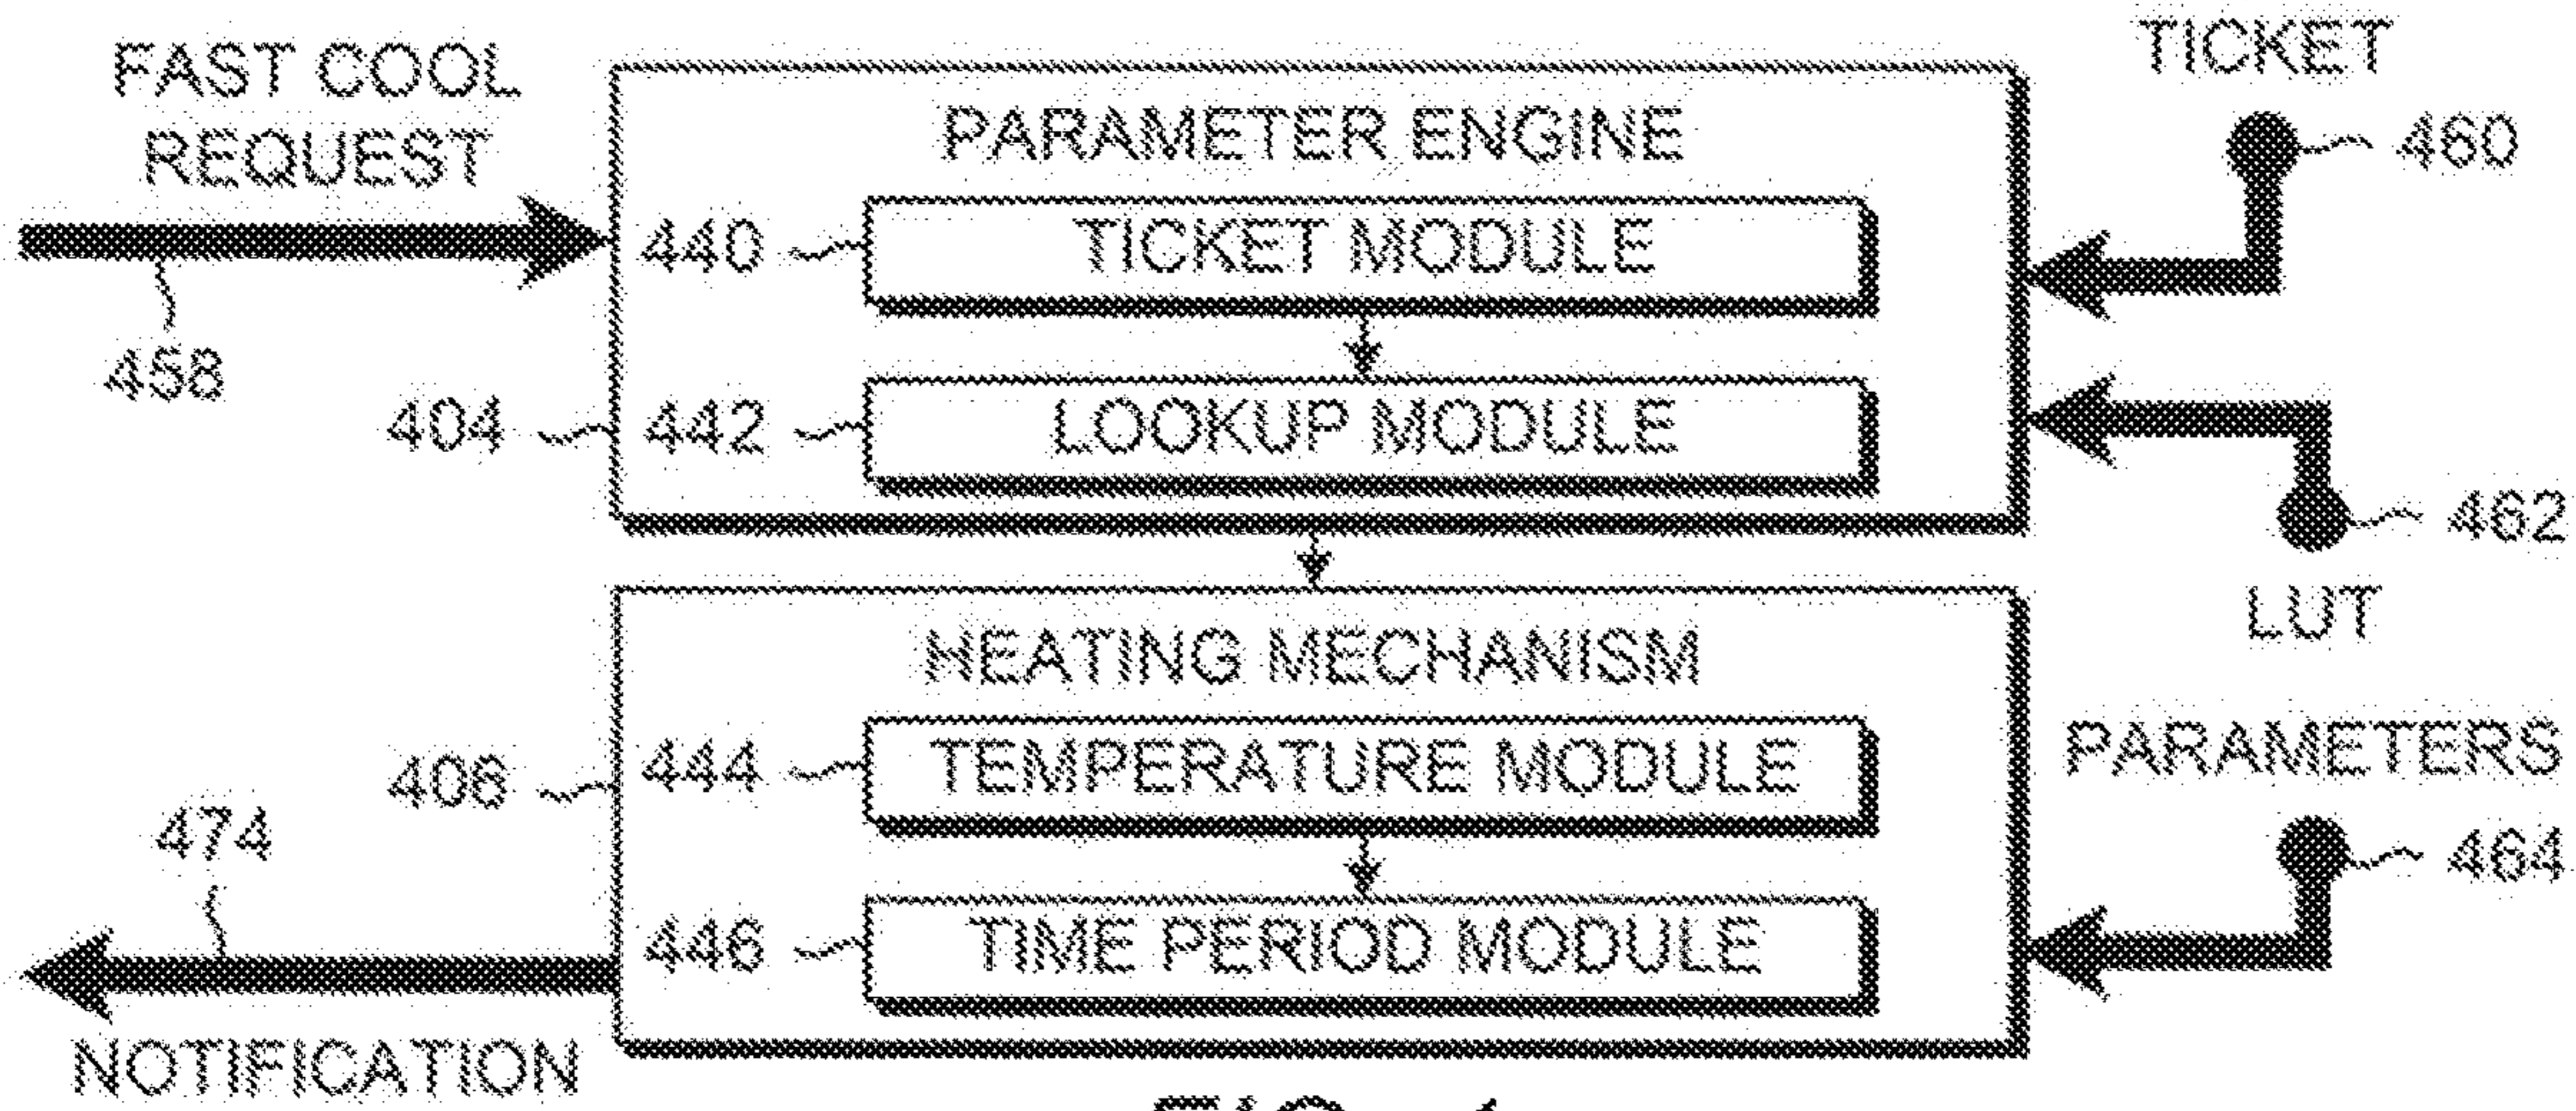 FAST COOL
REQUEST
458
PARAMETER ENGINE
440
TICKET MODULE
404
442
LOOKUP MODULE
TICKET
460
462
LUT
HEATING MECHANISM
406
444
TEMPERATURE MODULE
446
TIME PERIOD MODULE
PARAMETERS
464
474
NOTIFICATION